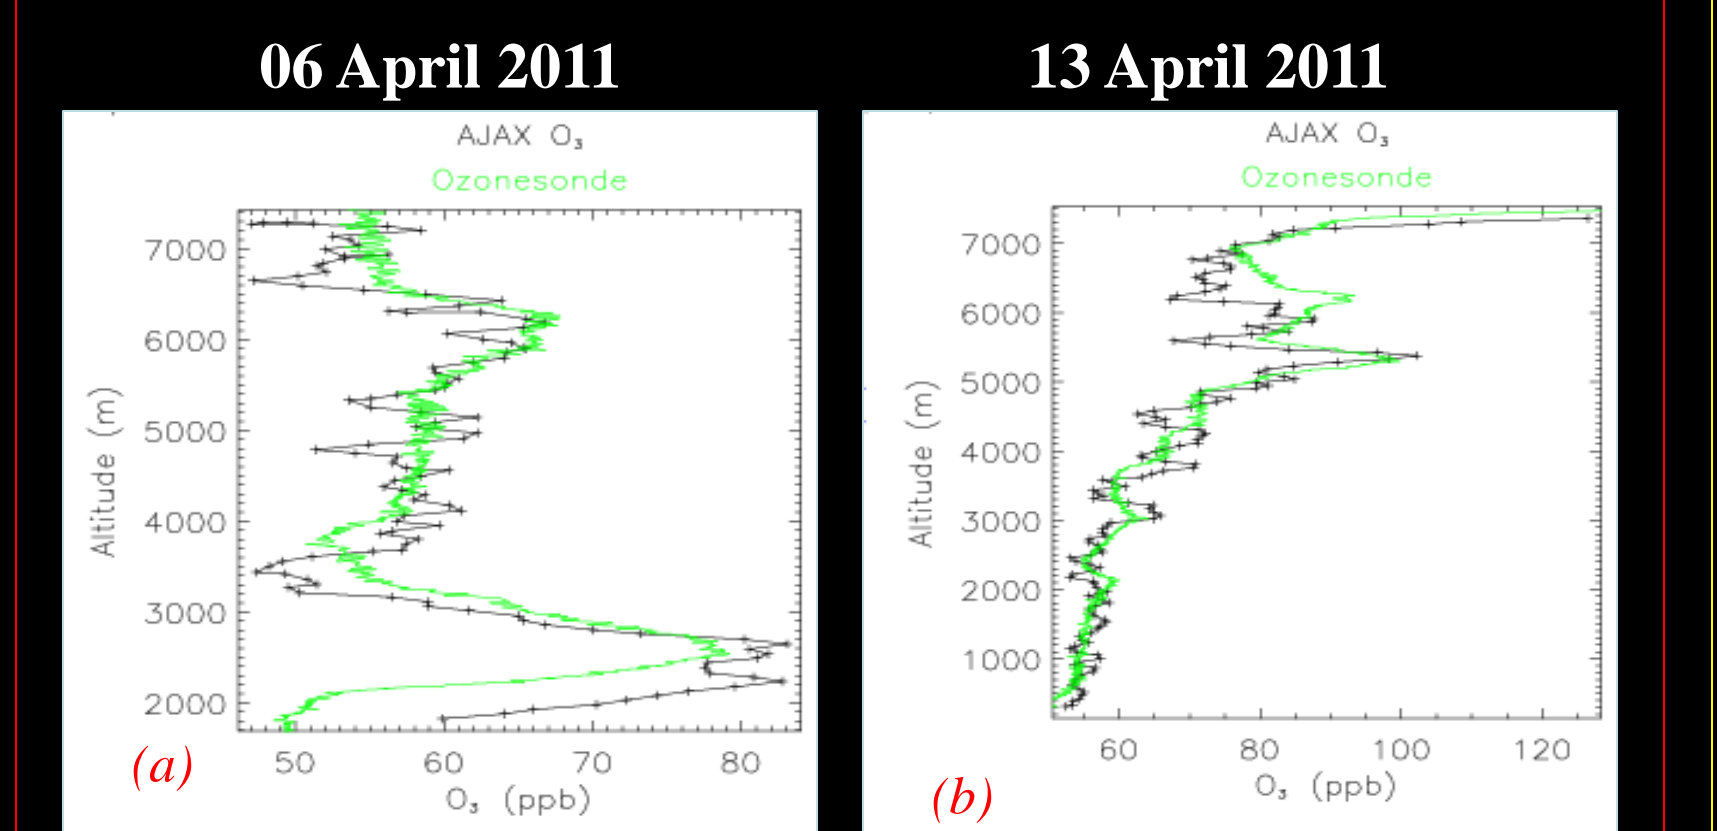 06 April 2011
AJAX O₃
Ozonesonde
7000
6000
5000
4000
3000
2000
Altitude (m)
50 60 70 80
O₃ (ppb)
(a)
13 April 2011
AJAX O₃
Ozonesonde
7000
6000
5000
4000
3000
2000
1000
Altitude (m)
60 80 100 120
O₃ (ppb)
(b)